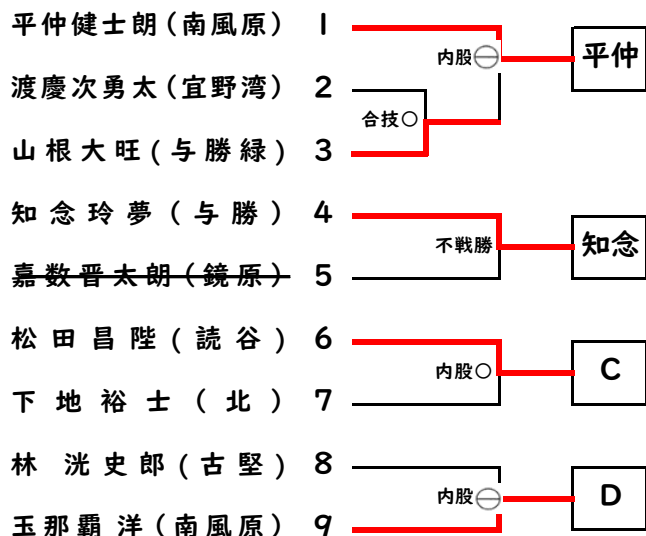 平仲健士朗(南風原) 1
内股 平仲
渡慶次勇太(宜野湾) 2
合技○
山根大旺(与勝緑) 3
知念玲夢(与勝) 4
不戦勝 知念
嘉数晋太朗(鏡原) 5
松田昌陛(読谷) 6
内股○ C
下地裕士(北) 7
林 洸史郎(古堅) 8
内股 D
玉那覇洋(南風原) 9